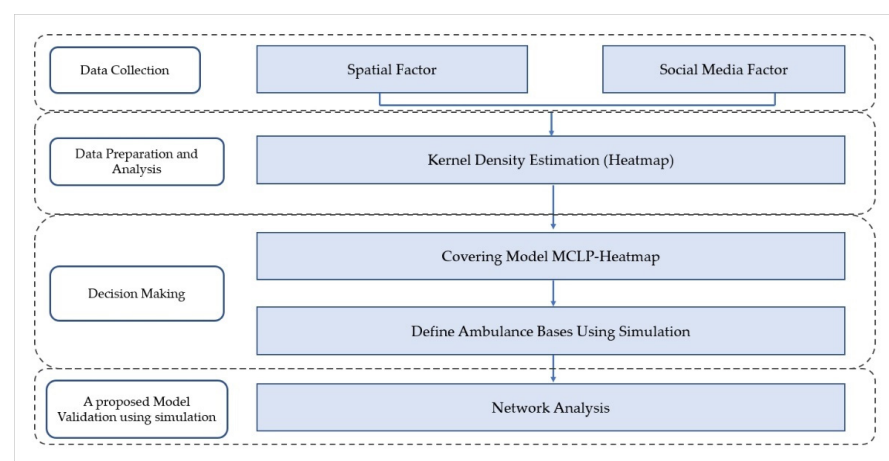 Data Collection
Spatial Factor
Social Media Factor
Data Preparation and
Analysis
Kernel Density Estimation (Heatmap)
Covering Model MCLP-Heatmap
Decision Making
Define Ambulance Bases Using Simulation
A proposed Model
Validation using simulation
Network Analysis